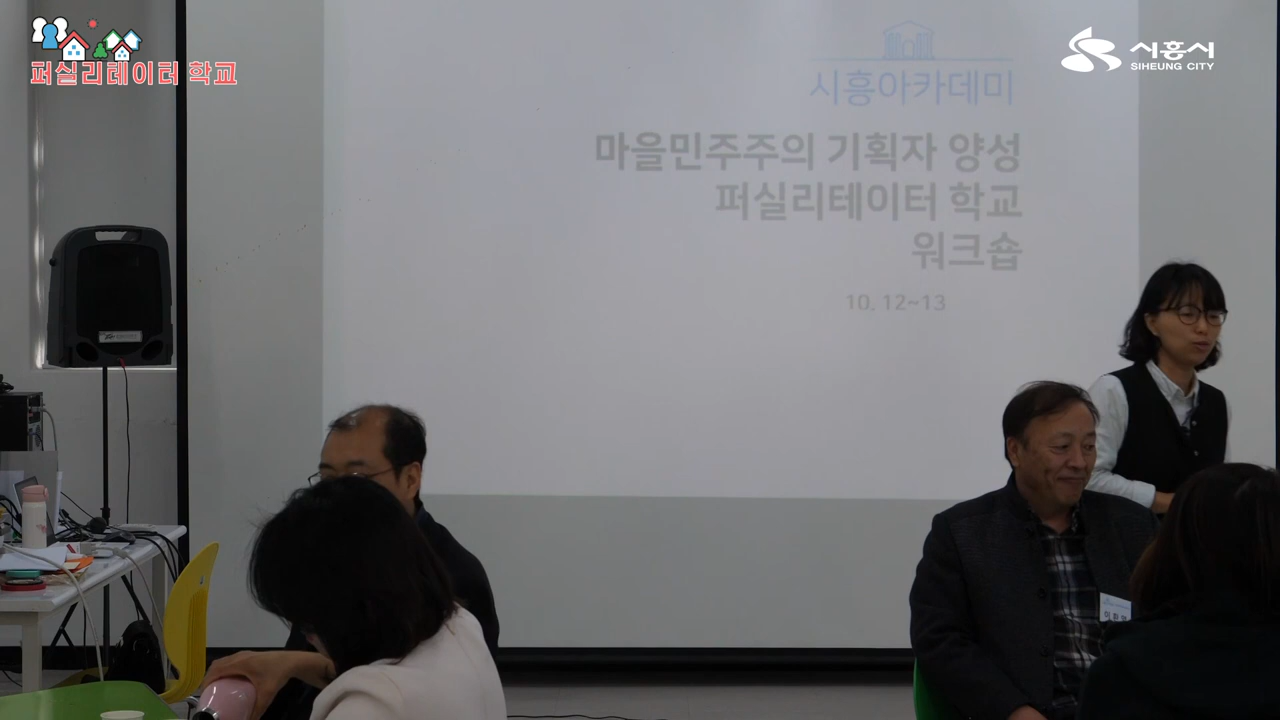 퍼실리테이터 학교
시흥시
SIHEUNG CITY
시흥아카데미
마을민주주의 기획자 양성
퍼실리테이터 학교
워크숍
10, 12~13